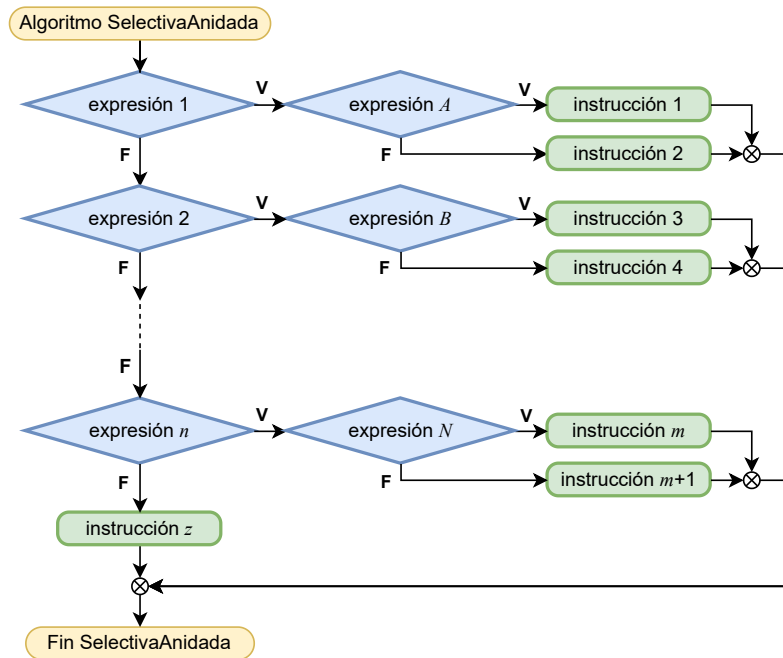 Algoritmo SelectivaAnidada
expresión 1
V
expresión A
V
instrucción 1
F
F
instrucción 2
expresión 2
V
expresión B
V
instrucción 3
F
F
instrucción 4
F
expresión n
V
expresión N
V
instrucción m
F
F
instrucción m+1
instrucción z
Fin SelectivaAnidada